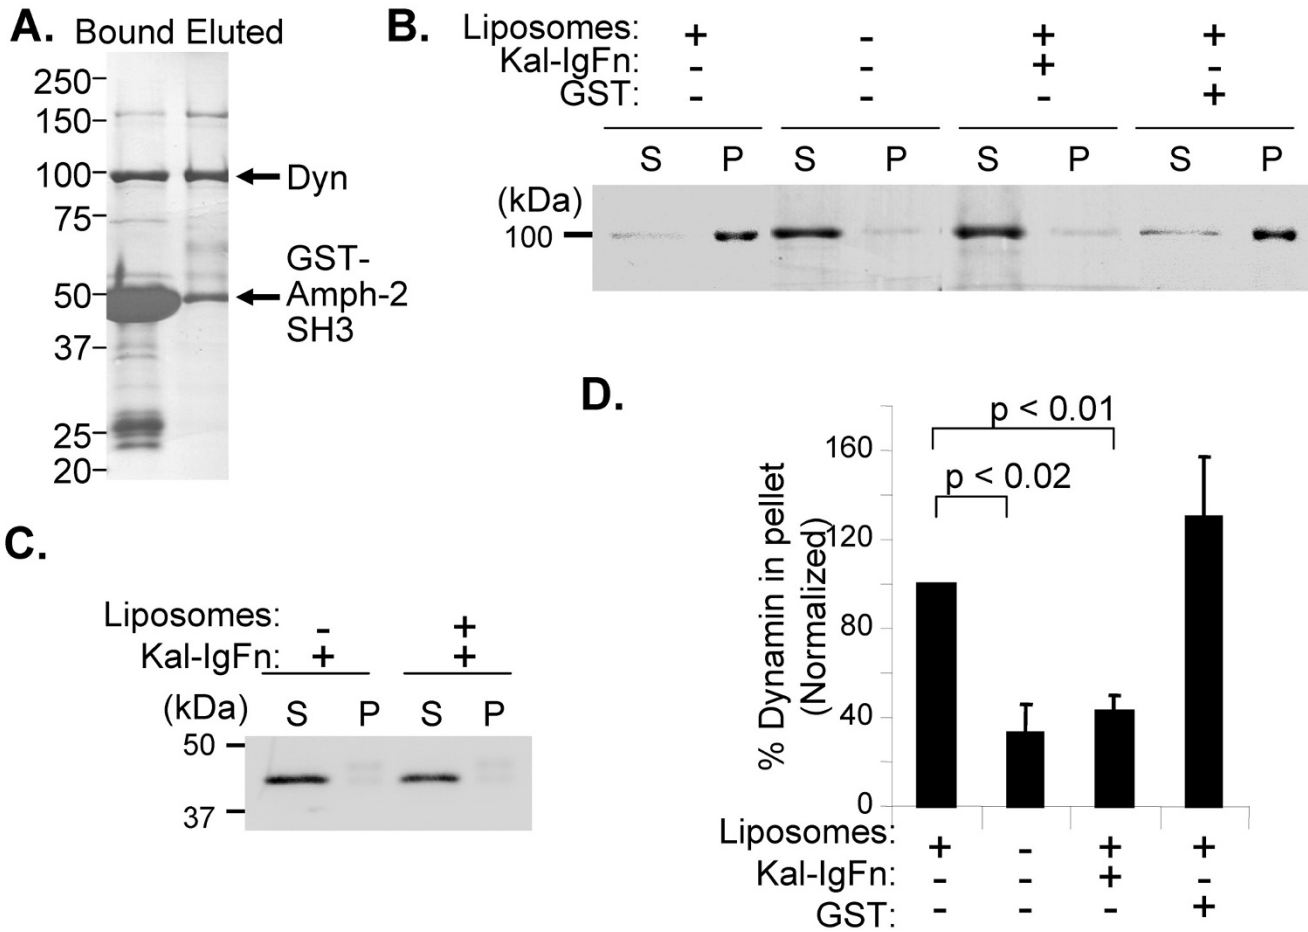 A. Bound Eluted
250
150
100
75
50
37
25
20
Dyn
GST-
Amph-2
SH3
B.
Liposomes: + - + +
Kal-IgFn: - - + -
GST: - - - +
S P S P S P S P
(kDa)
100
C.
Liposomes: - +
Kal-IgFn: + +
(kDa) S P S P
50
37
D.
p < 0.01
p < 0.02
% Dynamin in pellet
(Normalized)
160
120
80
40
0
Liposomes: + - + +
Kal-IgFn: - - + -
GST: - - - +